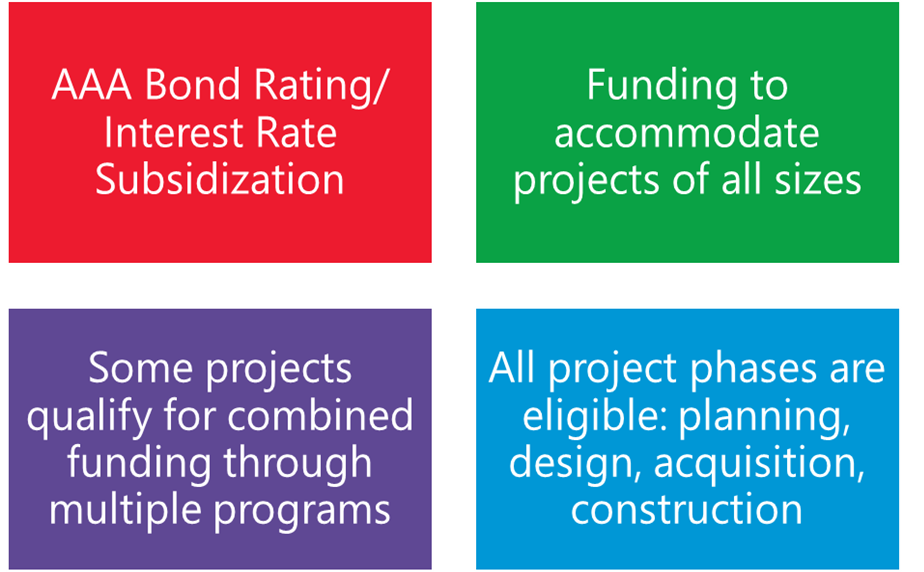 AAA Bond Rating/
Interest Rate
Subsidization
Funding to
accommodate
projects of all sizes
Some projects
qualify for combined
funding through
multiple programs
All project phases are
eligible: planning,
design, acquisition,
construction